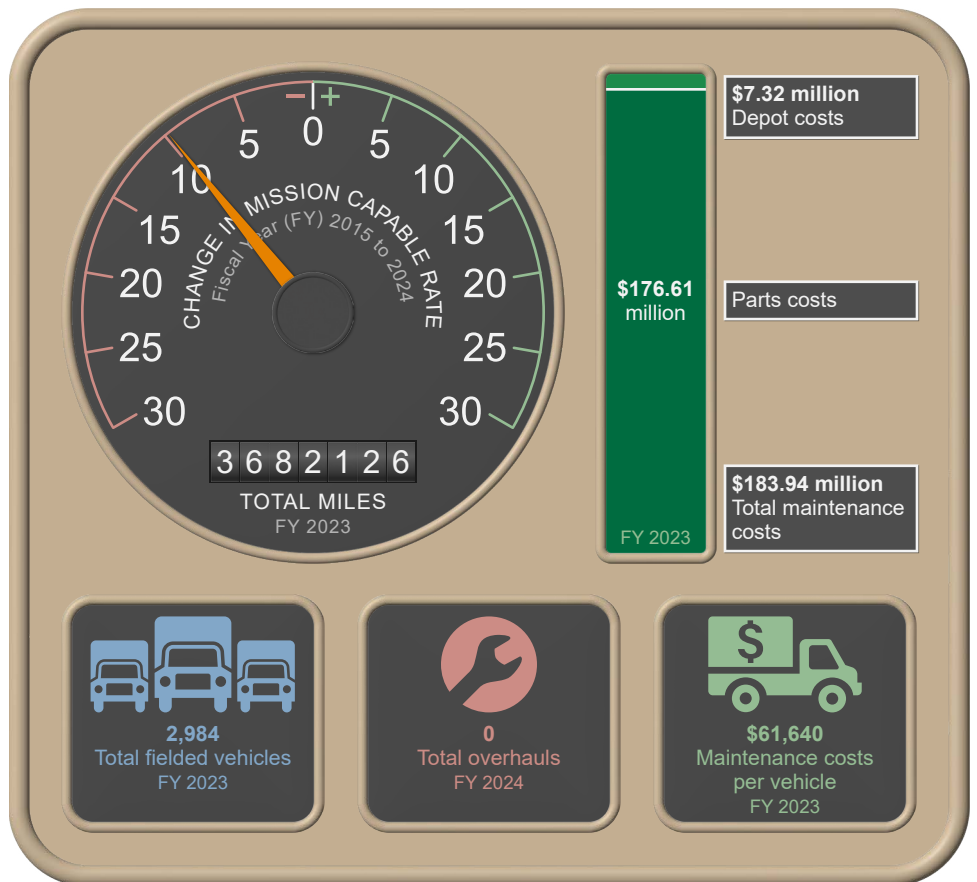 − +
0
5
5
10
10
15
15
20
20
25
25
30
30
CHANGE IN MISSION CAPABLE RATE
Fiscal Year (FY) 2015 to 2024
3682126
TOTAL MILES
FY 2023
$7.32 million
Depot costs
$176.61
million
Parts costs
$183.94 million
Total maintenance
costs
FY 2023
2,984
Total fielded vehicles
FY 2023
0
Total overhauls
FY 2024
$
$61,640
Maintenance costs
per vehicle
FY 2023